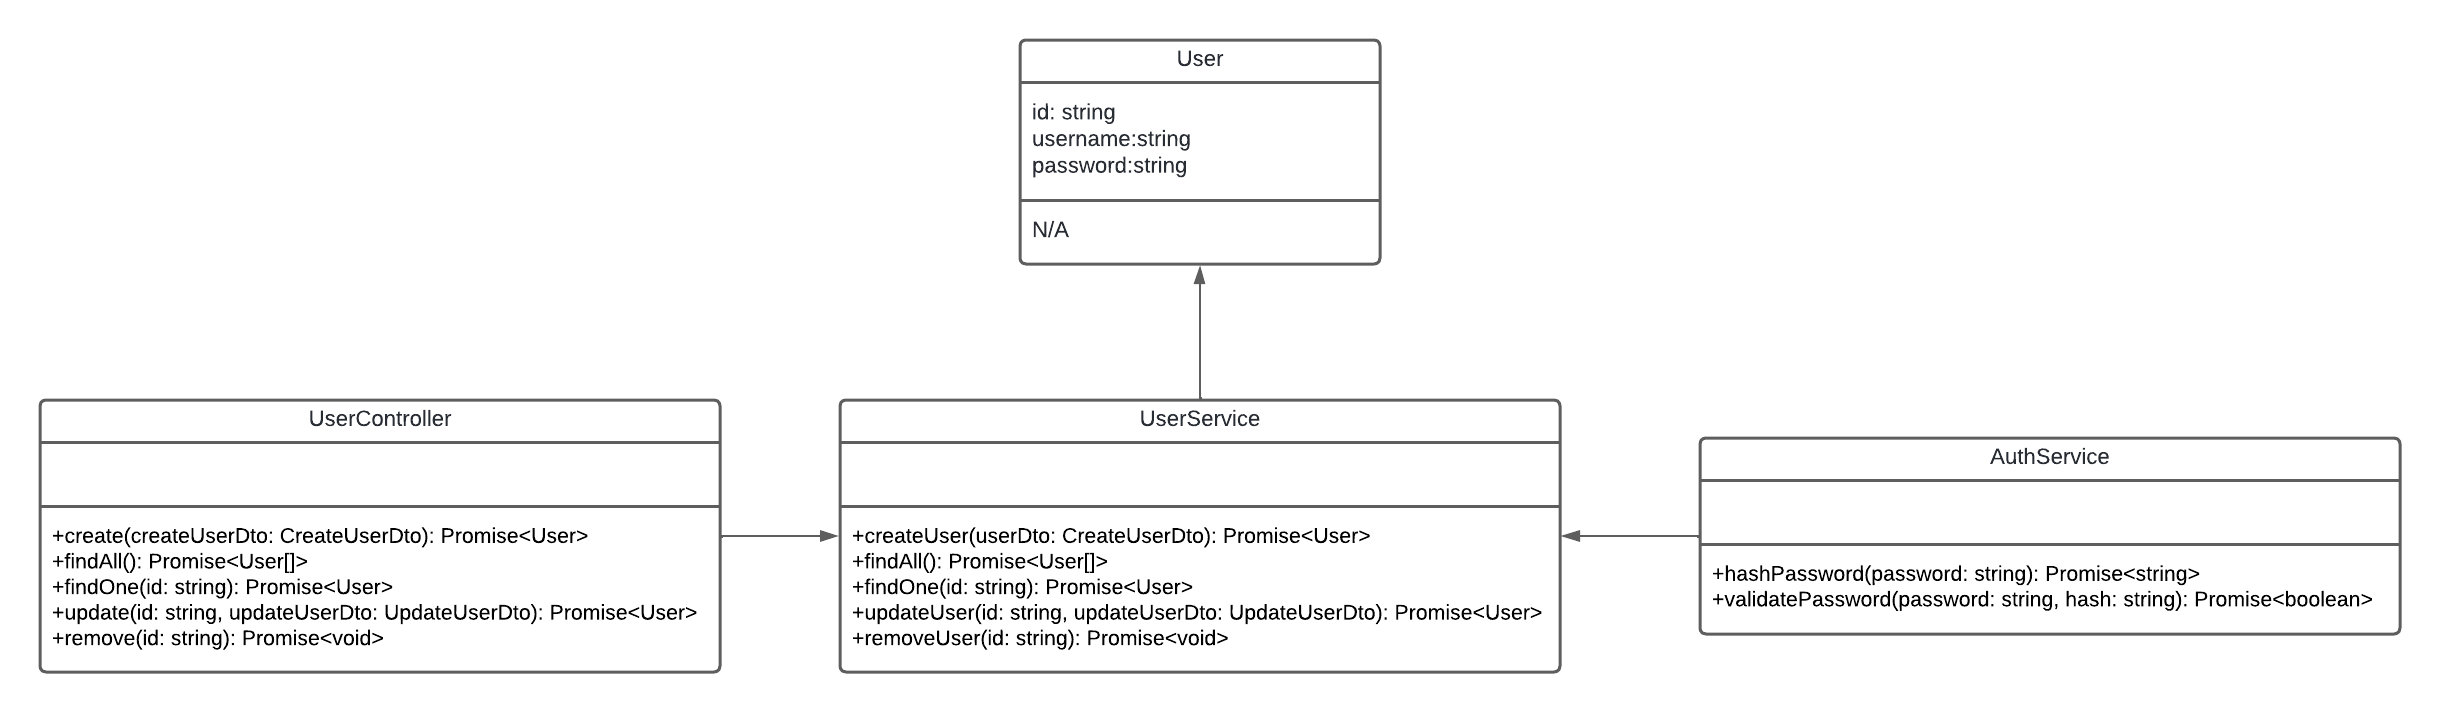 User
id: string
username:string
password:string
N/A
UserController
+create(createUserDto: CreateUserDto): Promise<User>
+findAll(): Promise<User[]>
+findOne(id: string): Promise<User>
+update(id: string, updateUserDto: UpdateUserDto): Promise<User>
+remove(id: string): Promise<void>
UserService
+createUser(userDto: CreateUserDto): Promise<User>
+findAll(): Promise<User[]>
+findOne(id: string): Promise<User>
+updateUser(id: string, updateUserDto: UpdateUserDto): Promise<User>
+removeUser(id: string): Promise<void>
AuthService
+hashPassword(password: string): Promise<string>
+validatePassword(password: string, hash: string): Promise<boolean>